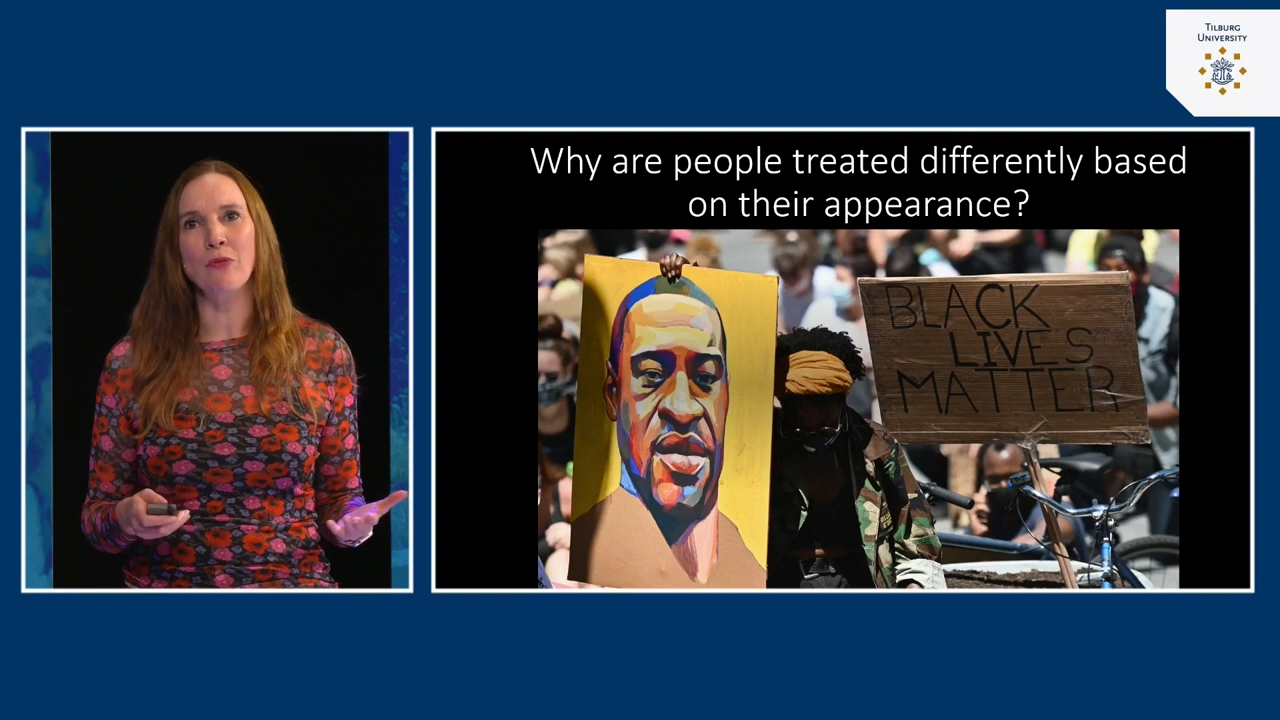 TILBURG
UNIVERSITY
Why are people treated differently based
on their appearance?
BLACK
LIVES
MATTER